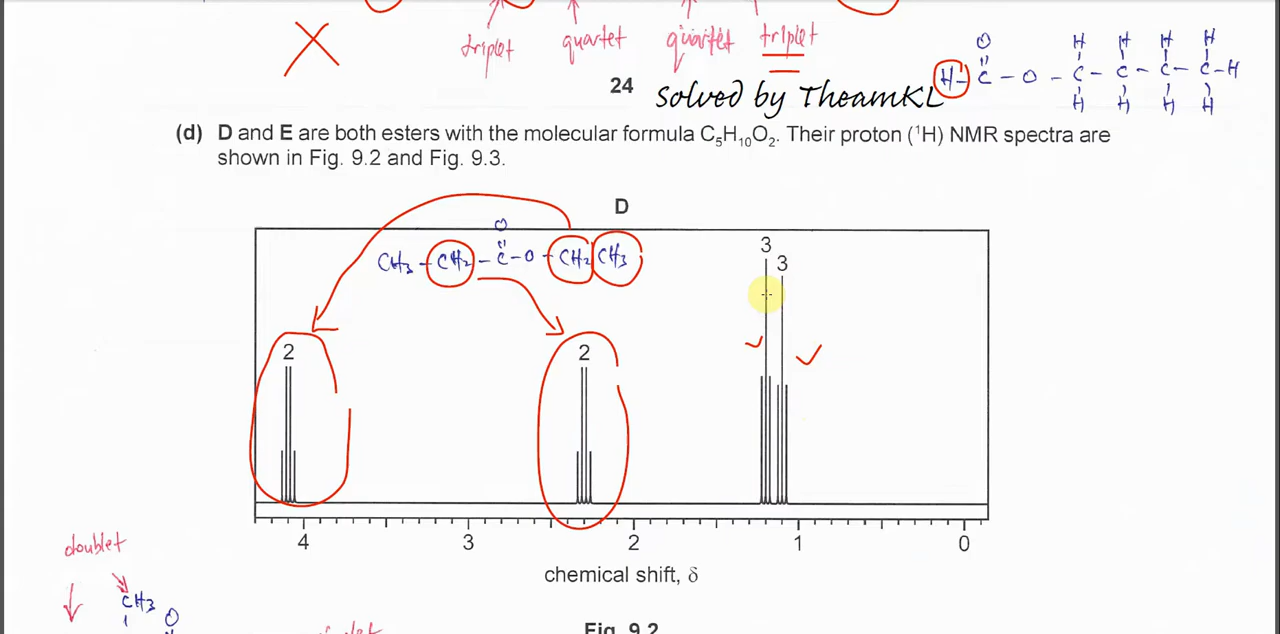 triplet quartet quartet triplet
24
Solved by TheamKL
O
H H H H
H - C - O - C - C - C - C - H
H H H H
(d) D and E are both esters with the molecular formula C₅H₁₀O₂. Their proton (¹H) NMR spectra are
shown in Fig. 9.2 and Fig. 9.3.
D
O
CH₃ - CH₂ - C - O - CH₂ CH₃
3
3
2 2
4 3 2 1 0
chemical shift, δ
Fig. 9.2
doublet
CH₃
O